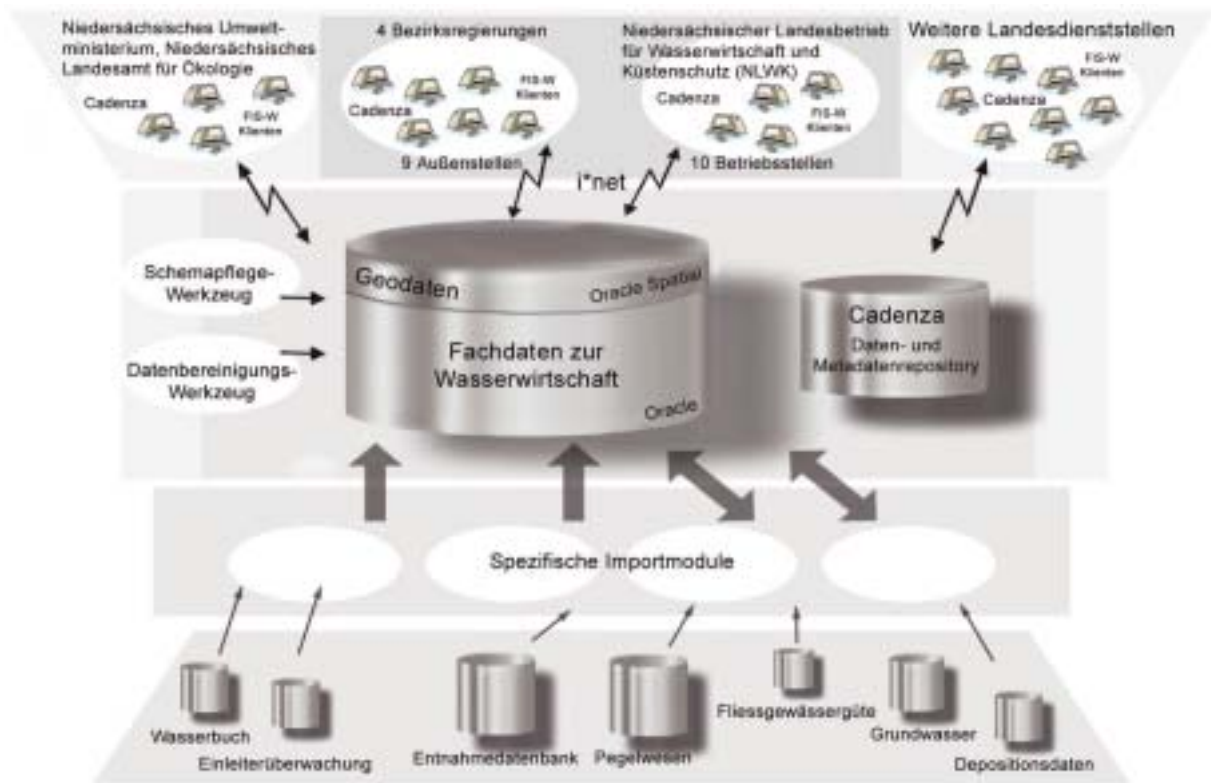 Niedersächsisches Umwelt-
ministerium, Niedersächsisches
Landesamt für Ökologie
Cadenza
FIS-W
Klienten
4 Bezirksregierungen
FIS-W
Klienten
Cadenza
9 Außenstellen
Niedersächsischer Landesbetrieb
für Wasserwirtschaft und
Küstenschutz (NLWK)
Cadenza
FIS-W
Klienten
10 Betriebsstellen
Weitere Landesdienststellen
FIS-W
Klienten
Cadenza
i*net
Schemapflege-
Werkzeug
Datenbereinigungs-
Werkzeug
Geodaten
Oracle Spatial
Fachdaten zur
Wasserwirtschaft
Oracle
Cadenza
Daten- und
Metadatenrepository
Spezifische Importmodule
Wasserbuch
Einleiterüberwachung
Entnahmedatenbank
Pegelwesen
Fliessgewässergüte
Grundwasser
Depositionsdaten